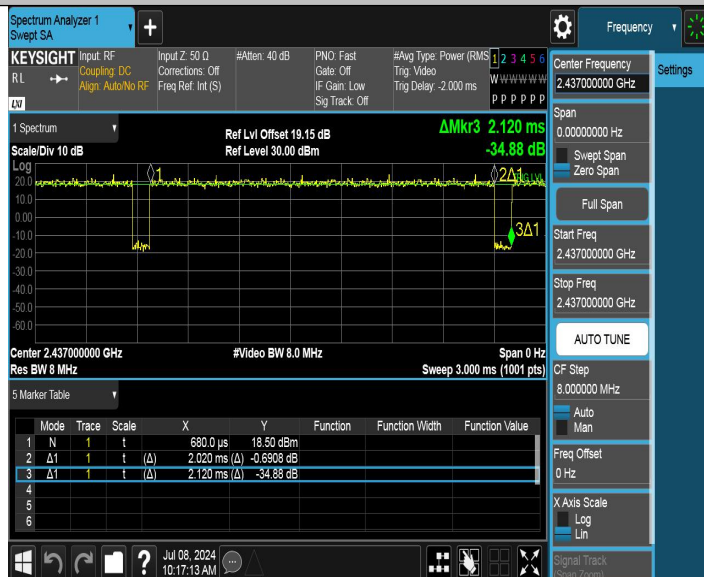 Spectrum Analyzer 1
Swept SA
Frequency
KEYSIGHT
RL
LXI
Input: RF
Coupling: DC
Align: Auto/No RF
Input Z: 50 Ω
Corrections: Off
Freq Ref: Int (S)
#Atten: 40 dB
PNO: Fast
Gate: Off
IF Gain: Low
Sig Track: Off
#Avg Type: Power (RMS
Trig: Video
Trig Delay: -2.000 ms
1 2 3 4 5 6
W W W W W W
P P P P P P
1 Spectrum
Scale/Div 10 dB
Ref Lvl Offset 19.15 dB
Ref Level 30.00 dBm
ΔMkr3 2.120 ms
-34.88 dB
Log
20.0
10.0
0.00
-10.0
-20.0
-30.0
-40.0
-50.0
-60.0
1
2Δ1
3Δ1
Center 2.437000000 GHz
#Video BW 8.0 MHz
Span 0 Hz
Res BW 8 MHz
Sweep 3.000 ms (1001 pts)
5 Marker Table
Mode Trace Scale X Y Function Function Width Function Value
1 N 1 t 680.0 µs 18.50 dBm
2 Δ1 1 t (Δ) 2.020 ms (Δ) -0.6908 dB
3 Δ1 1 t (Δ) 2.120 ms (Δ) -34.88 dB
4
5
6
?
Jul 08, 2024
10:17:13 AM
Center Frequency
2.437000000 GHz
Settings
Span
0.00000000 Hz
Swept Span
Zero Span
Full Span
Start Freq
2.437000000 GHz
Stop Freq
2.437000000 GHz
AUTO TUNE
CF Step
8.000000 MHz
Auto
Man
Freq Offset
0 Hz
X Axis Scale
Log
Lin
Signal Track
(Span Zoom)